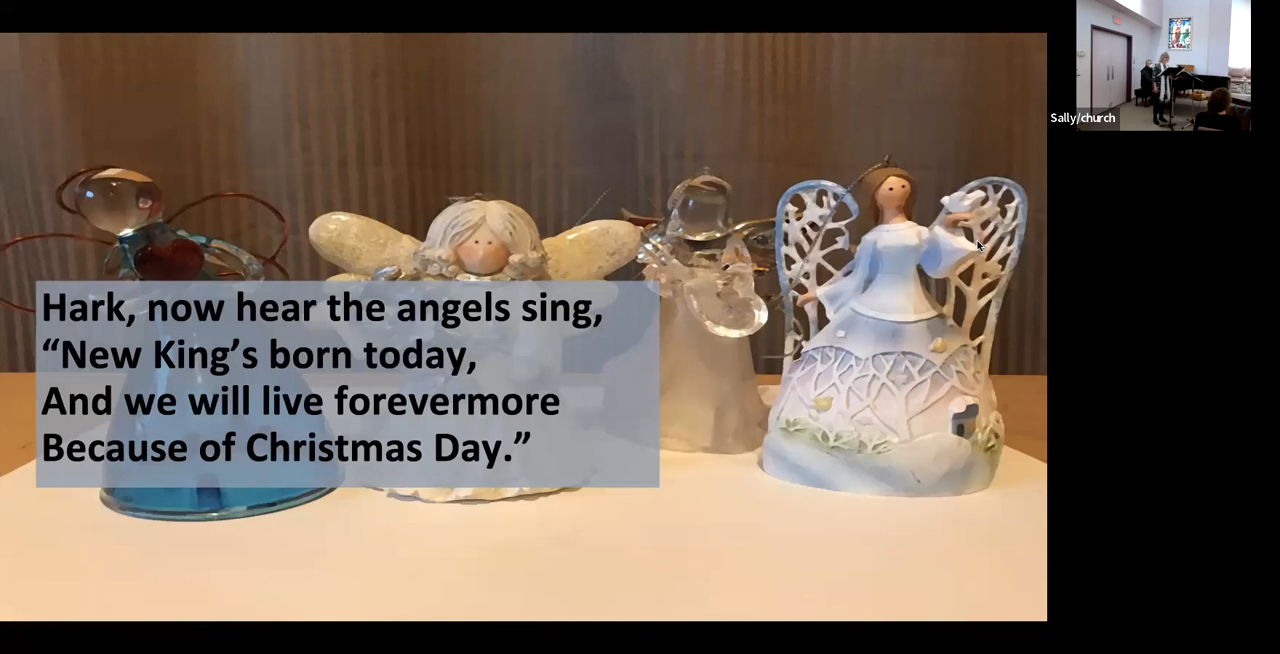 Hark, now hear the angels sing,
“New King’s born today,
And we will live forevermore
Because of Christmas Day.”
Sally/church